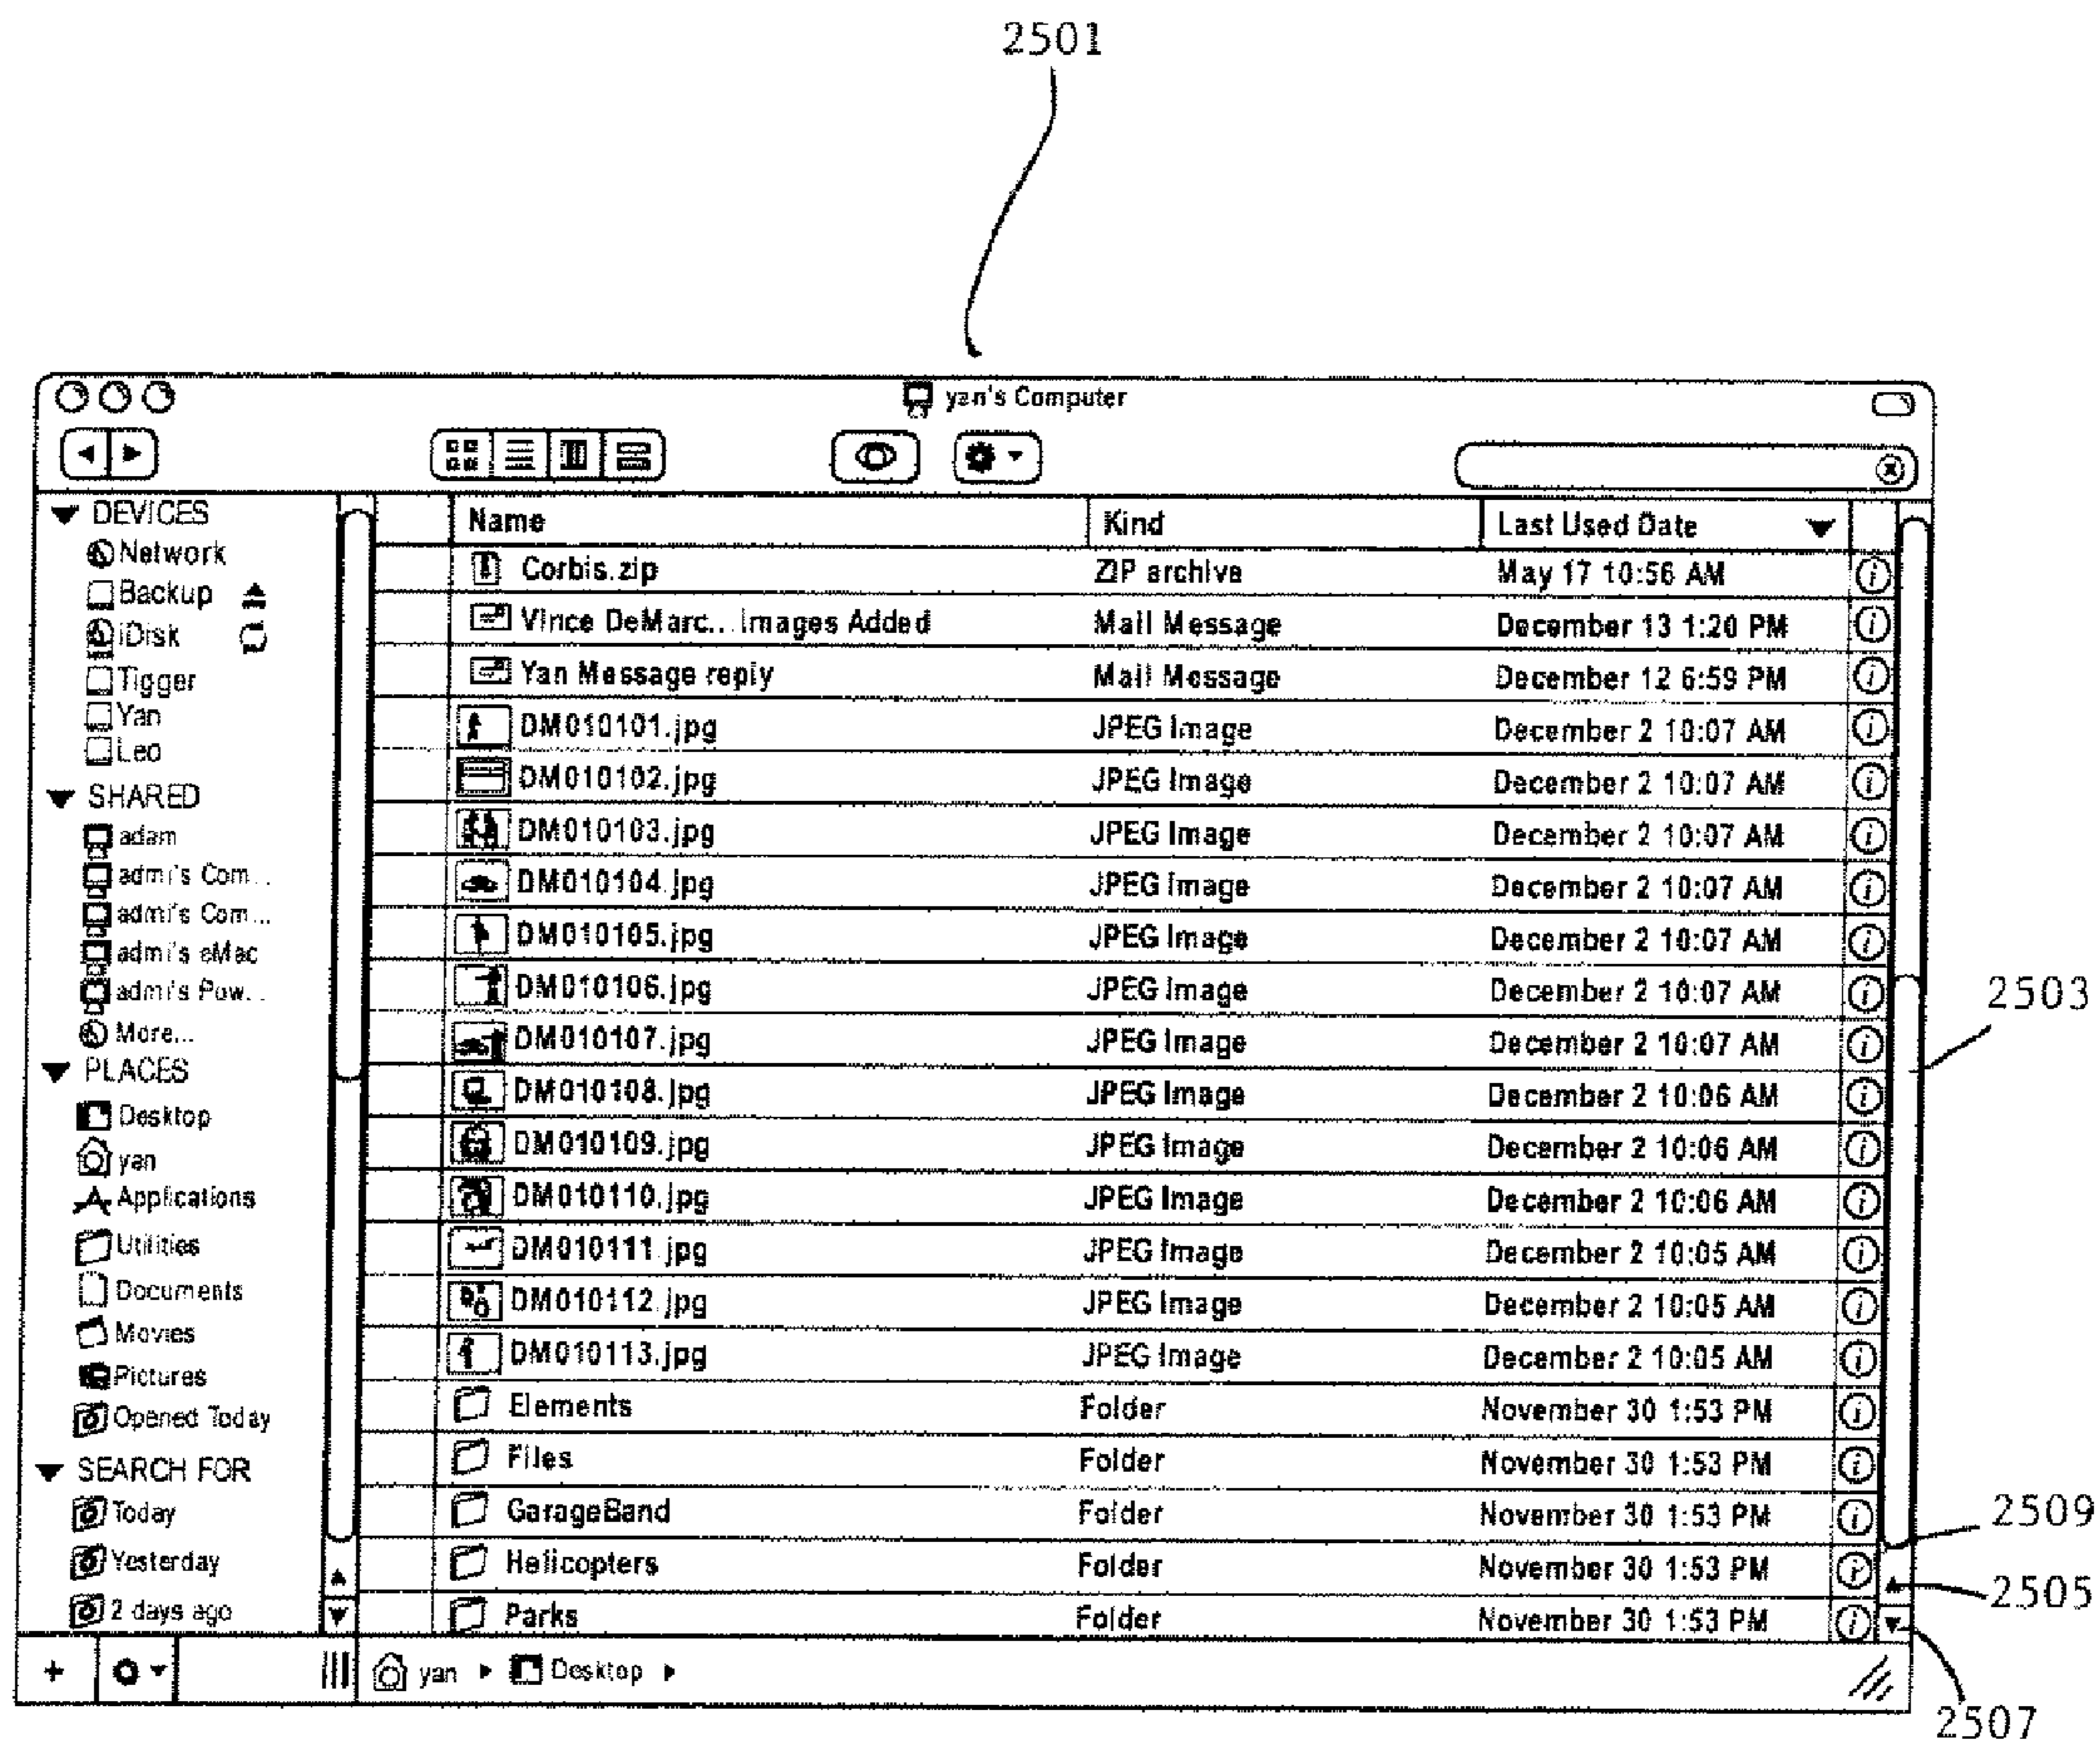 2501
yan's Computer
DEVICES
Network
Backup
iDisk
Tigger
Yan
Leo
SHARED
adam
admi's Com...
admi's Com...
admi's eMac
admi's Pow...
More...
PLACES
Desktop
yan
Applications
Utilities
Documents
Movies
Pictures
Opened Today
SEARCH FOR
Today
Yesterday
2 days ago
Name Kind Last Used Date
Corbis.zip ZIP archive May 17 10:56 AM
Vince DeMarc...Images Added Mail Message December 13 1:20 PM
Yan Message reply Mail Message December 12 6:59 PM
DM010101.jpg JPEG Image December 2 10:07 AM
DM010102.jpg JPEG Image December 2 10:07 AM
DM010103.jpg JPEG Image December 2 10:07 AM
DM010104.jpg JPEG Image December 2 10:07 AM
DM010105.jpg JPEG Image December 2 10:07 AM
DM010106.jpg JPEG Image December 2 10:07 AM
DM010107.jpg JPEG Image December 2 10:07 AM
DM010108.jpg JPEG Image December 2 10:06 AM
DM010109.jpg JPEG Image December 2 10:06 AM
DM010110.jpg JPEG Image December 2 10:06 AM
DM010111.jpg JPEG Image December 2 10:05 AM
DM010112.jpg JPEG Image December 2 10:05 AM
DM010113.jpg JPEG Image December 2 10:05 AM
Elements Folder November 30 1:53 PM
Files Folder November 30 1:53 PM
GarageBand Folder November 30 1:53 PM
Helicopters Folder November 30 1:53 PM
Parks Folder November 30 1:53 PM
yan Desktop
2503
2509
2505
2507